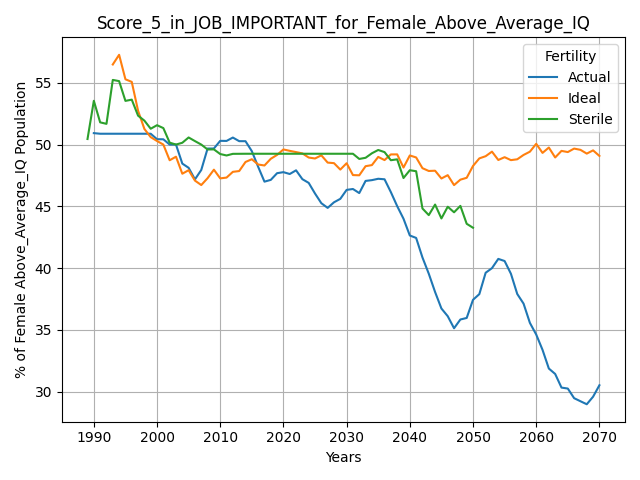 Score_5_in_JOB_IMPORTANT_for_Female_Above_Average_IQ
% of Female Above_Average_IQ Population
55
50
45
40
35
30
Fertility
Actual
Ideal
Sterile
1990 2000 2010 2020 2030 2040 2050 2060 2070
Years